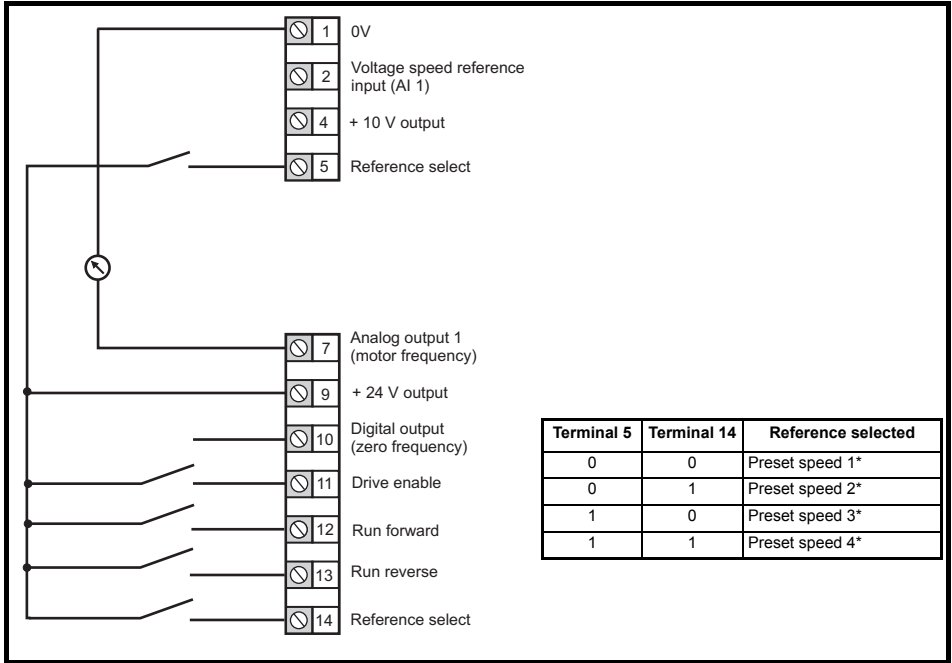 1 0V
2 Voltage speed reference
input (AI 1)
4 + 10 V output
5 Reference select
7 Analog output 1
(motor frequency)
9 + 24 V output
10 Digital output
(zero frequency)
11 Drive enable
12 Run forward
13 Run reverse
14 Reference select
Terminal 5 Terminal 14 Reference selected
0 0 Preset speed 1*
0 1 Preset speed 2*
1 0 Preset speed 3*
1 1 Preset speed 4*